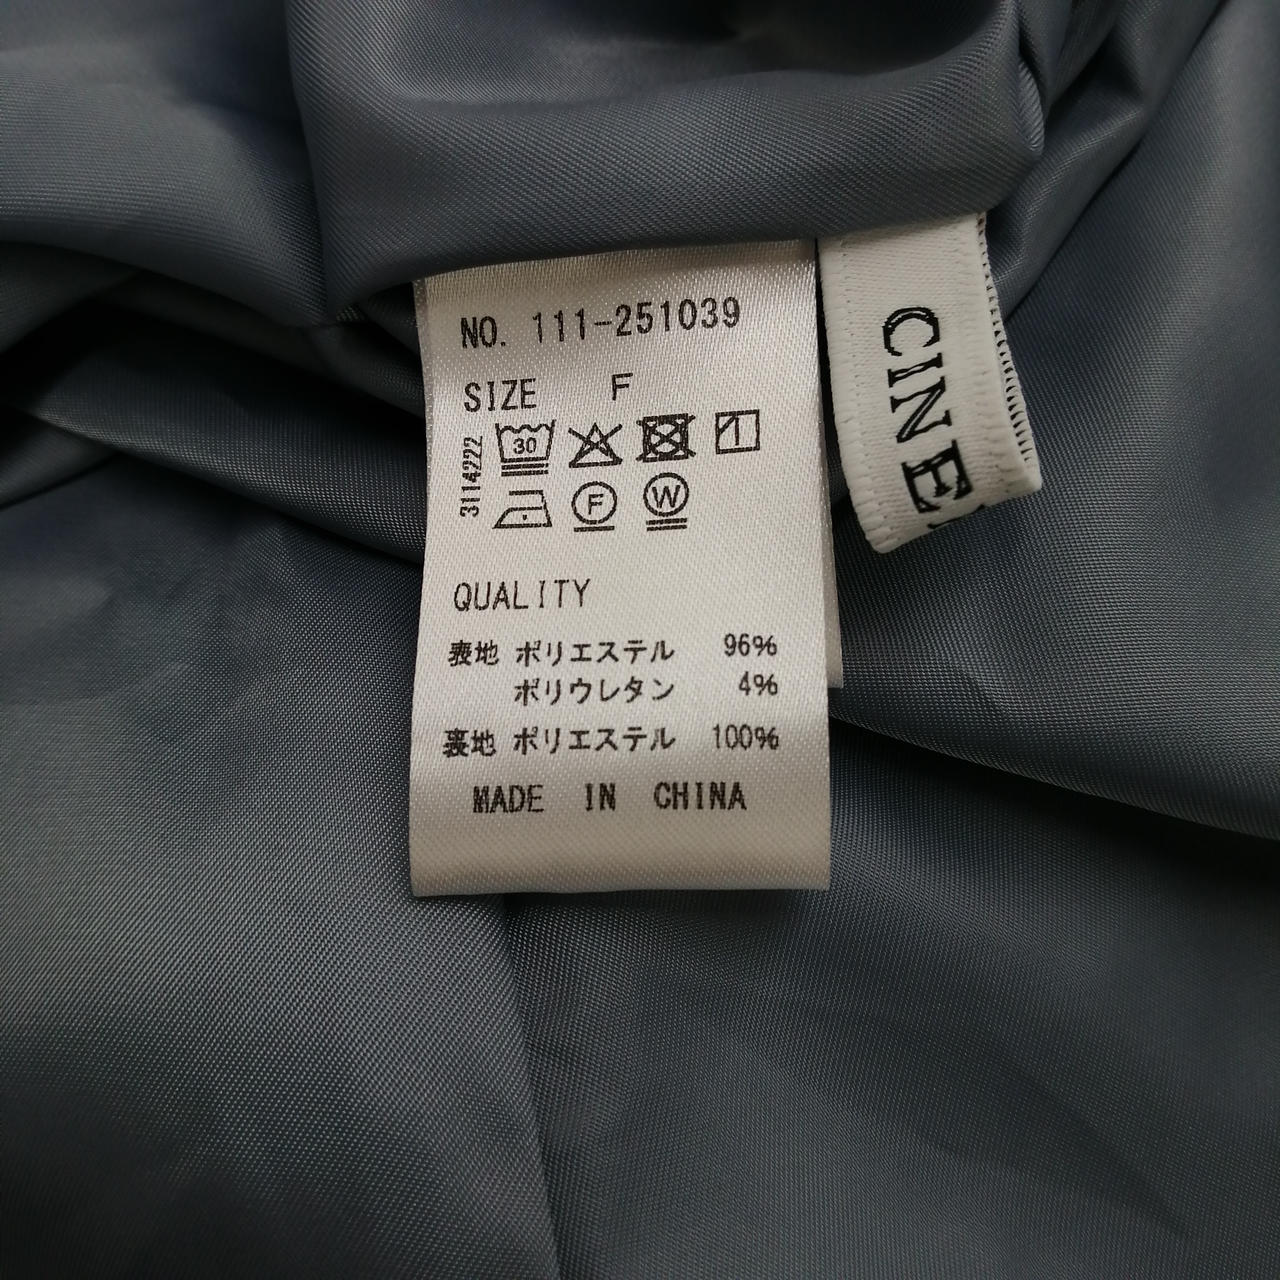 NO. 111-251039
SIZE F
3114222
30
F W
QUALITY
表地 ポリエステル 96%
ポリウレタン 4%
裏地 ポリエステル 100%
MADE IN CHINA
CINE